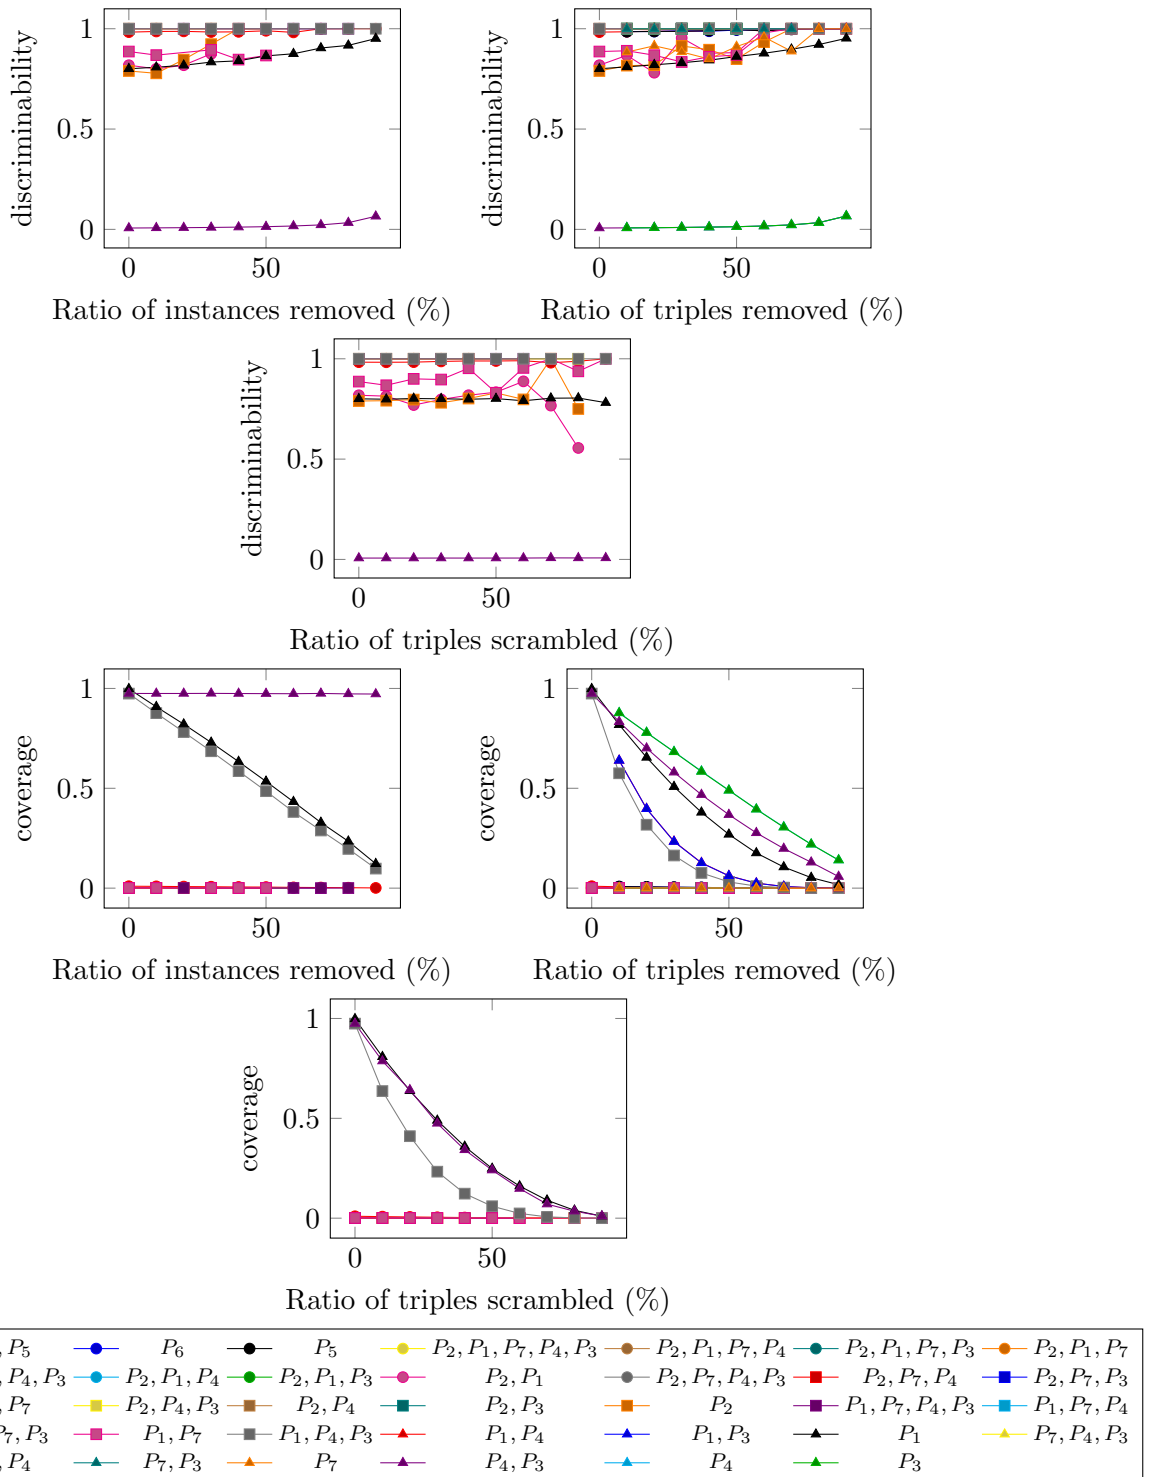 1
0.5
0
discriminability
0 50
Ratio of instances removed (%)
1
0.5
0
discriminability
0 50
Ratio of triples removed (%)
1
0.5
0
discriminability
0 50
Ratio of triples scrambled (%)
1
0.5
0
coverage
0 50
Ratio of instances removed (%)
1
0.5
0
coverage
0 50
Ratio of triples removed (%)
1
0.5
0
coverage
0 50
Ratio of triples scrambled (%)
, P5 P6 P5 P2, P1, P7, P4, P3 P2, P1, P7, P4 P2, P1, P7, P3 P2, P1, P7
, P4, P3 P2, P1, P4 P2, P1, P3 P2, P1 P2, P7, P4, P3 P2, P7, P4 P2, P7, P3
, P7 P2, P4, P3 P2, P4 P2, P3 P2 P1, P7, P4, P3 P1, P7, P4
P7, P3 P1, P7 P1, P4, P3 P1, P4 P1, P3 P1 P7, P4, P3
, P4 P7, P3 P7 P4, P3 P4 P3